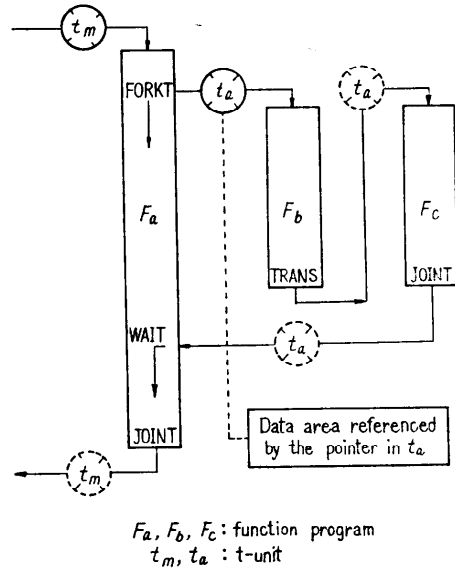 t_m
FORKT
t_a
t_a
F_a
F_b
F_c
TRANS
JOINT
WAIT
t_a
JOINT
Data area referenced
by the pointer in t_a
t_m
F_a, F_b, F_c : function program
t_m, t_a : t-unit